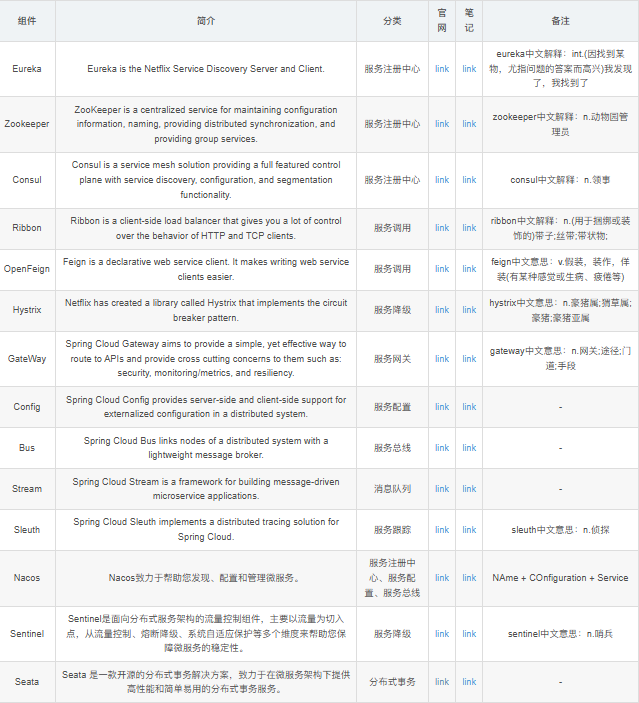 组件 简介 分类 官网 笔记 备注
Eureka Eureka is the Netflix Service Discovery Server and Client. 服务注册中心 link link eureka中文解释：int.(因找到某
物，尤指问题的答案而高兴)我发现
了，我找到了
Zookeeper ZooKeeper is a centralized service for maintaining configuration
information, naming, providing distributed synchronization, and
providing group services. 服务注册中心 link link zookeeper中文解释：n.动物园管
理员
Consul Consul is a service mesh solution providing a full featured control
plane with service discovery, configuration, and segmentation
functionality. 服务注册中心 link link consul中文解释：n.领事
Ribbon Ribbon is a client-side load balancer that gives you a lot of control
over the behavior of HTTP and TCP clients. 服务调用 link link ribbon中文解释：n.(用于捆绑或装
饰的)带子;丝带;带状物;
OpenFeign Feign is a declarative web service client. It makes writing web service
clients easier. 服务调用 link link feign中文意思：v.假装，装作，佯
装(有某种感觉或生病、疲倦等)
Hystrix Netflix has created a library called Hystrix that implements the circuit
breaker pattern. 服务降级 link link hystrix中文意思：n.豪猪属;猬草属;
豪猪;豪猪亚属
GateWay Spring Cloud Gateway aims to provide a simple, yet effective way to
route to APIs and provide cross cutting concerns to them such as:
security, monitoring/metrics, and resiliency. 服务网关 link link gateway中文意思：n.网关;途径;门
道;手段
Config Spring Cloud Config provides server-side and client-side support for
externalized configuration in a distributed system. 服务配置 link link -
Bus Spring Cloud Bus links nodes of a distributed system with a
lightweight message broker. 服务总线 link link -
Stream Spring Cloud Stream is a framework for building message-driven
microservice applications. 消息队列 link link -
Sleuth Spring Cloud Sleuth implements a distributed tracing solution for
Spring Cloud. 服务跟踪 link link sleuth中文意思：n.侦探
Nacos Nacos致力于帮助您发现、配置和管理微服务。 服务注册中
心、服务配
置、服务总线 link link NAme + COnfiguration + Service
Sentinel Sentinel是面向分布式服务架构的流量控制组件，主要以流量为切入
点，从流量控制、熔断降级、系统自适应保护等多个维度来帮助您保
障微服务的稳定性。 服务降级 link link sentinel中文意思：n.哨兵
Seata Seata 是一款开源的分布式事务解决方案，致力于在微服务架构下提供
高性能和简单易用的分布式事务服务。 分布式事务 link link -